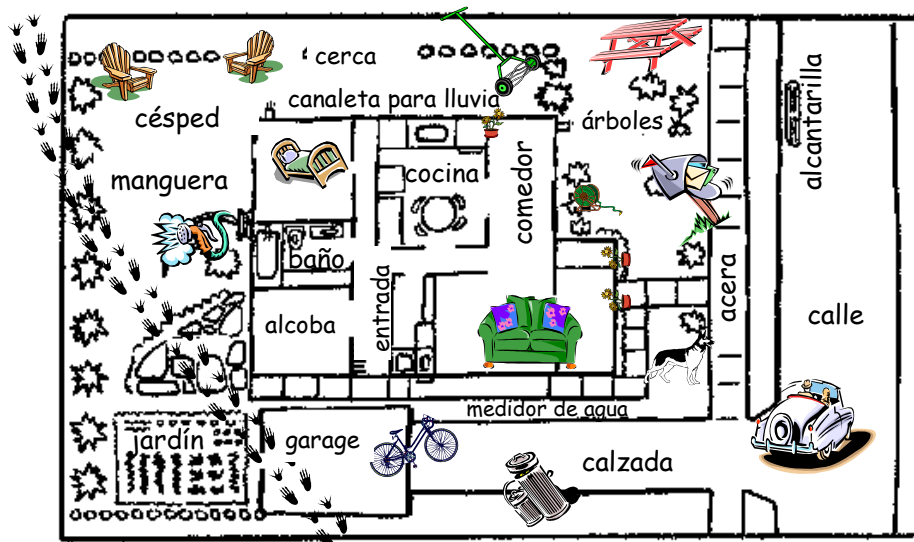 cerca
canaleta para lluvia
césped
árboles
alcantarilla
manguera
cocina
comedor
baño
entrada
acera
alcoba
calle
medidor de agua
jardín
garage
calzada